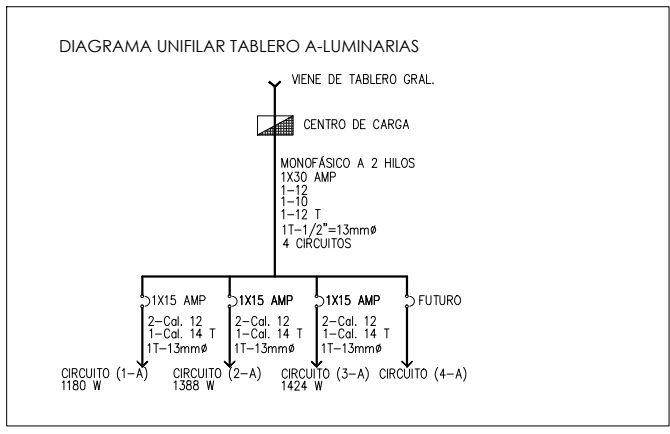 DIAGRAMA UNIFILAR TABLERO A-LUMINARIAS
VIENE DE TABLERO GRAL.
CENTRO DE CARGA
MONOFÁSICO A 2 HILOS
1X30 AMP
1-12
1-10
1-12 T
1T-1/2"=13mmø
4 CIRCUITOS
1X15 AMP
2-Cal. 12
1-Cal. 14 T
1T-13mmø
CIRCUITO (1-A)
1180 W
1X15 AMP
2-Cal. 12
1-Cal. 14 T
1T-13mmø
CIRCUITO (2-A)
1388 W
1X15 AMP
2-Cal. 12
1-Cal. 14 T
1T-13mmø
CIRCUITO (3-A)
1424 W
FUTURO
CIRCUITO (4-A)